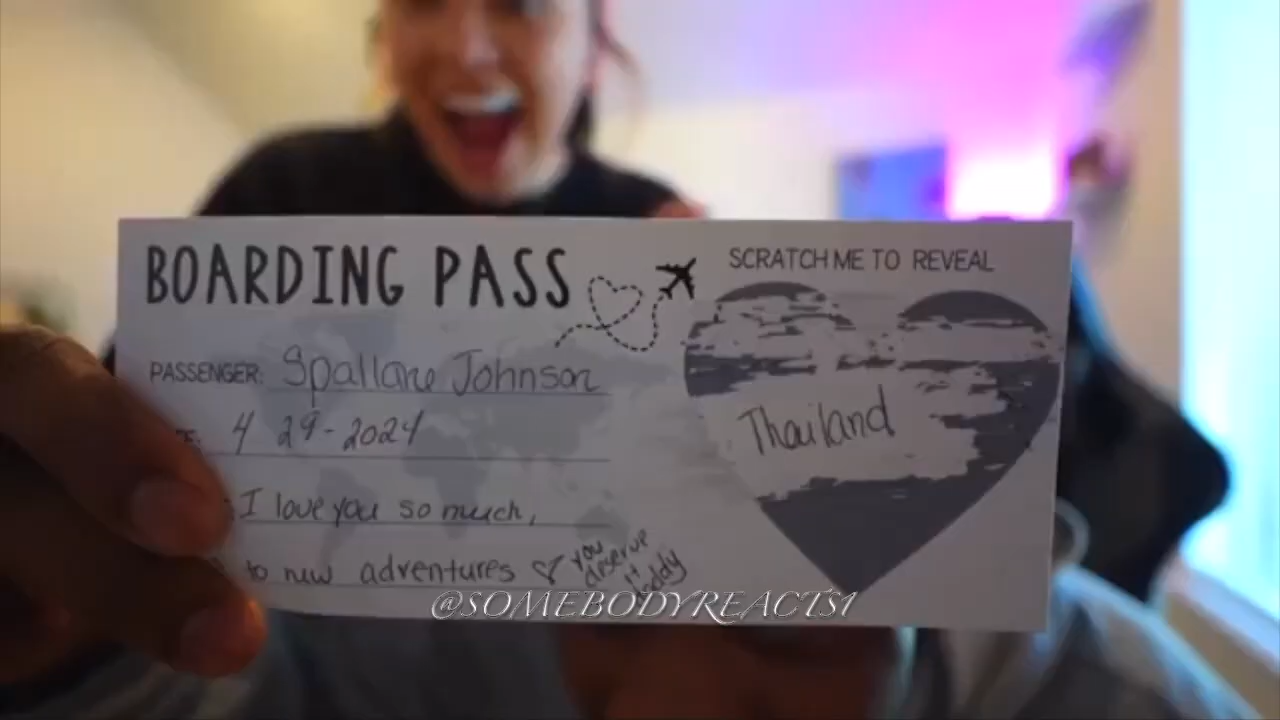 BOARDING PASS
SCRATCH ME TO REVEAL
PASSENGER: Spallane Johnson
4 29-2024
Thailand
I love you so much,
to new adventures
you
deserve
it
daddy
@SOMEBODYREACTS1